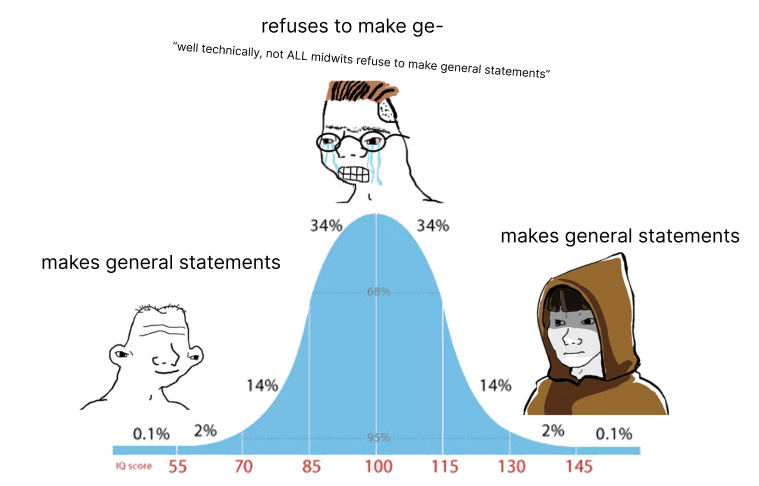 refuses to make ge-
"well technically, not ALL midwits refuse to make general statements"
makes general statements
makes general statements
34%
34%
68%
14%
14%
95%
0.1%
2%
2%
0.1%
IQ score 55 70 85 100 115 130 145